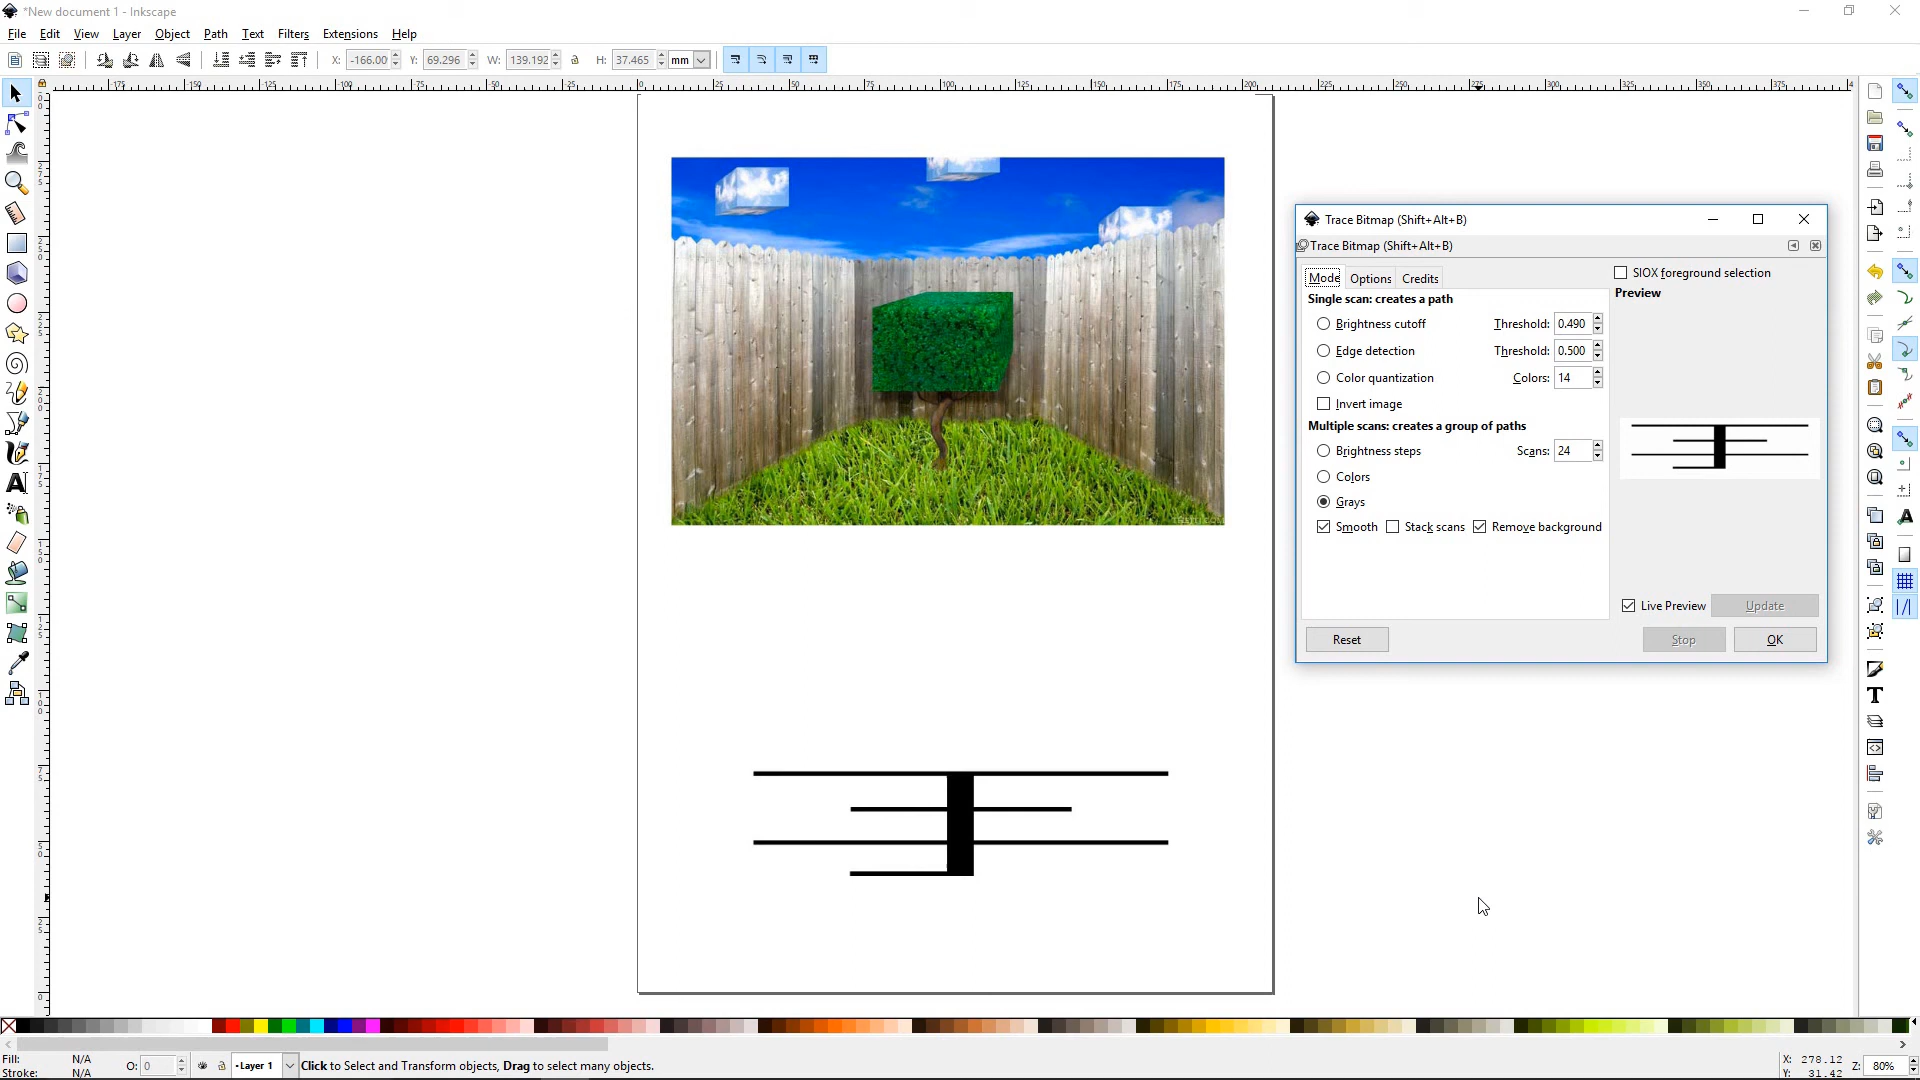 *New document 1 - Inkscape
File Edit View Layer Object Path Text Filters Extensions Help
X: -166.00 Y: 69.296 W: 139.192 H: 37.465 mm
Trace Bitmap (Shift+Alt+B)
Trace Bitmap (Shift+Alt+B)
Mode Options Credits
SIOX foreground selection
Single scan: creates a path
Preview
Brightness cutoff Threshold: 0.490
Edge detection Threshold: 0.500
Color quantization Colors: 14
Invert image
Multiple scans: creates a group of paths
Brightness steps Scans: 24
Colors
Grays
Smooth Stack scans Remove background
Live Preview Update
Reset Stop OK
Fill: N/A
Stroke: N/A
O: 0
•Layer 1
Click to Select and Transform objects, Drag to select many objects.
X: 278.12
Y: 31.42
Z: 80%